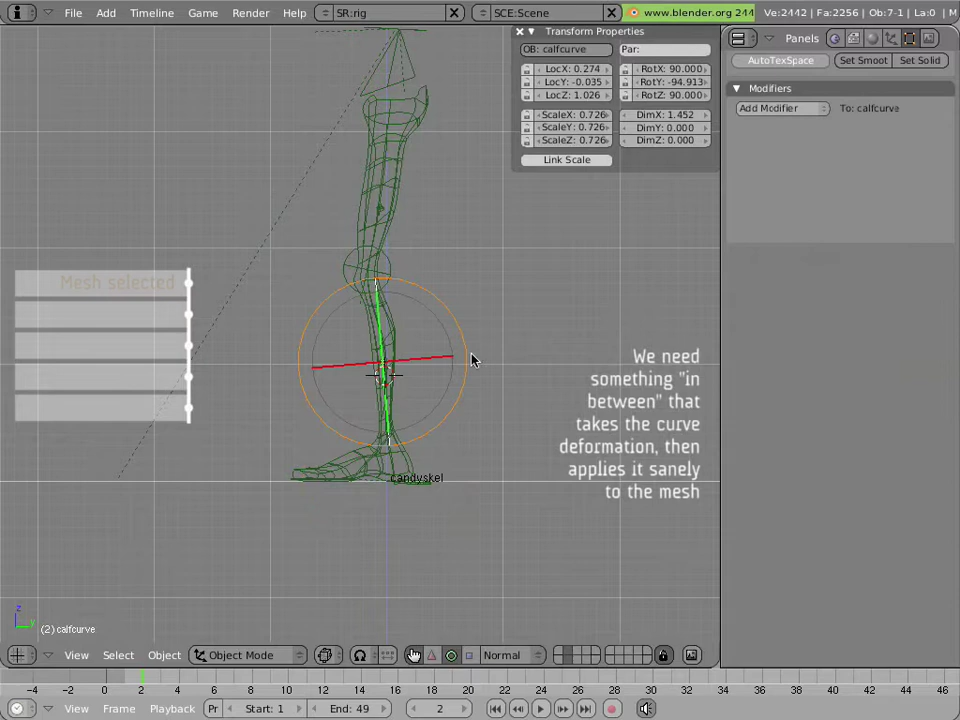 File Add Timeline Game Render Help SR:rig SCE:Scene www.blender.org 244 Ve:2442 | Fa:2256 | Ob:7-1 | La:0 | M
Transform Properties
OB: calfcurve Par:
LocX: 0.274 RotX: 90.000
LocY: -0.035 RotY: -94.913
LocZ: 1.026 RotZ: 90.000
ScaleX: 0.726 DimX: 1.452
ScaleY: 0.726 DimY: 0.000
ScaleZ: 0.726 DimZ: 0.000
Link Scale
Panels
AutoTexSpace Set Smoot Set Solid
Modifiers
Add Modifier To: calfcurve
Mesh selected
We need
something "in
between" that
takes the curve
deformation, then
applies it sanely
to the mesh
candyskel
z
y
(2) calfcurve
View Select Object Object Mode Normal
-4 -2 0 2 4 6 8 10 12 14 16 18 20 22 24 26 28 30 32 34 36 38 40 42 44 46
View Frame Playback Pr Start: 1 End: 49 2